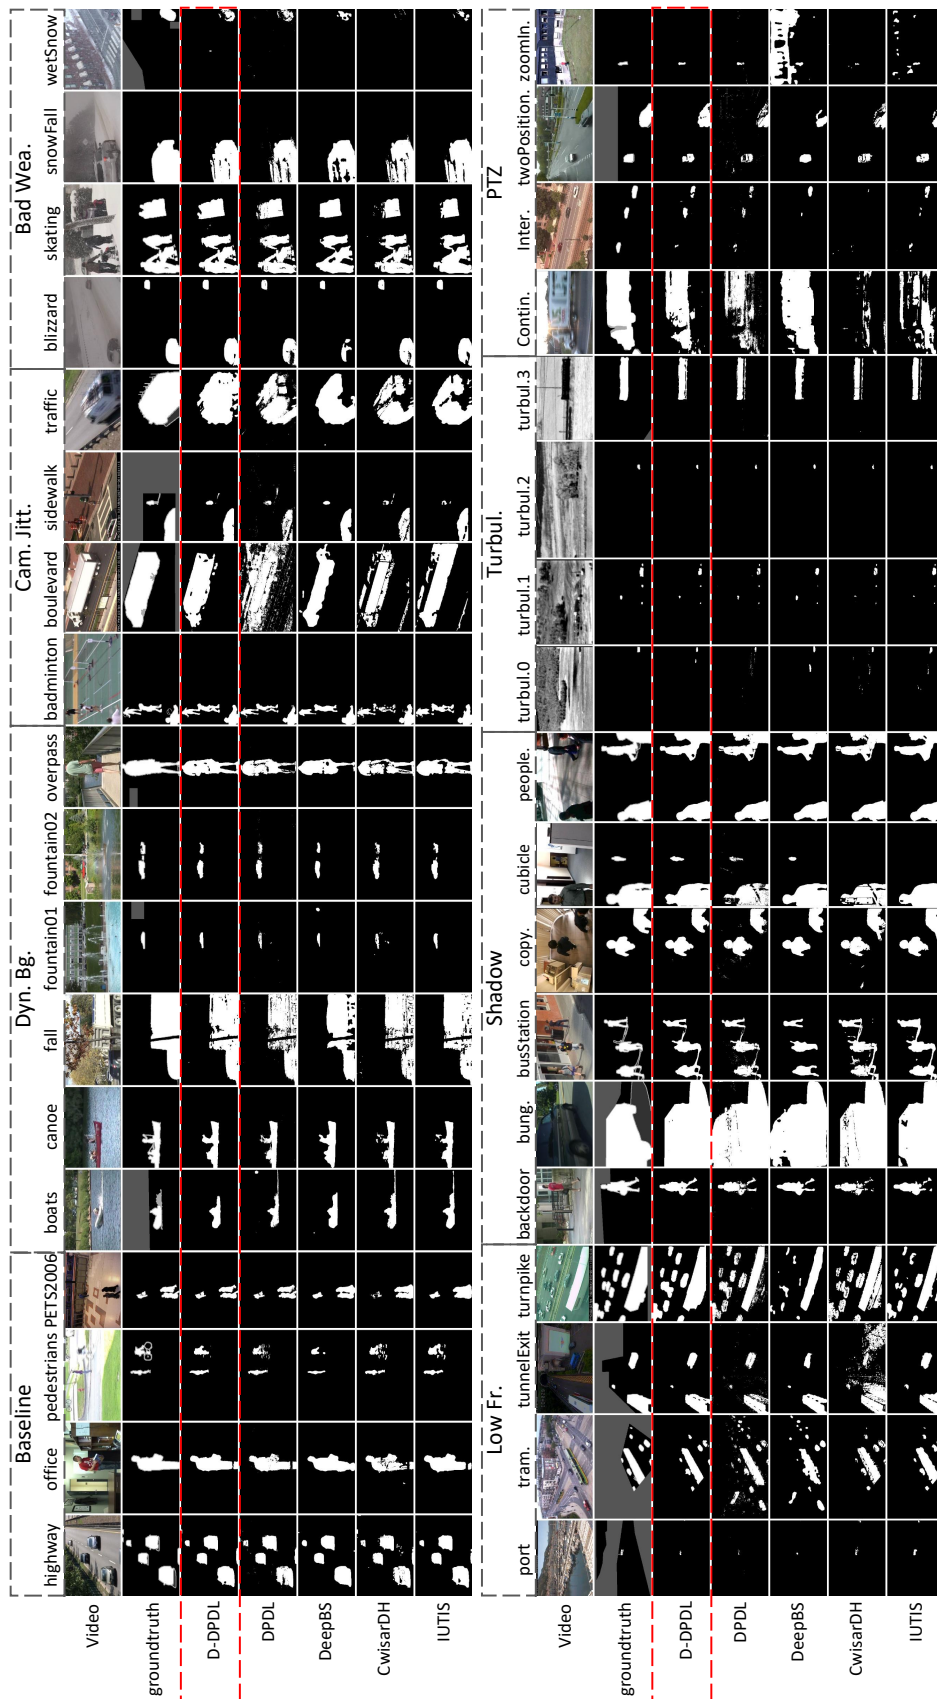 Baseline Dyn. Bg. Cam. Jitt. Bad Wea.
highway office pedestrians PETS2006 boats canoe fall fountain01 fountain02 overpass badminton boulevard sidewalk traffic blizzard skating snowFall wetSnow
Video
groundtruth
D-DPDL
DPDL
DeepBS
CwisarDH
IUTIS
Low Fr. Shadow Turbul. PTZ
port tram. tunnelExit turnpike backdoor bung. busStation copy. cubicle people. turbul.0 turbul.1 turbul.2 turbul.3 Contin. Inter. twoPosition. zoomIn.
Video
groundtruth
D-DPDL
DPDL
DeepBS
CwisarDH
IUTIS